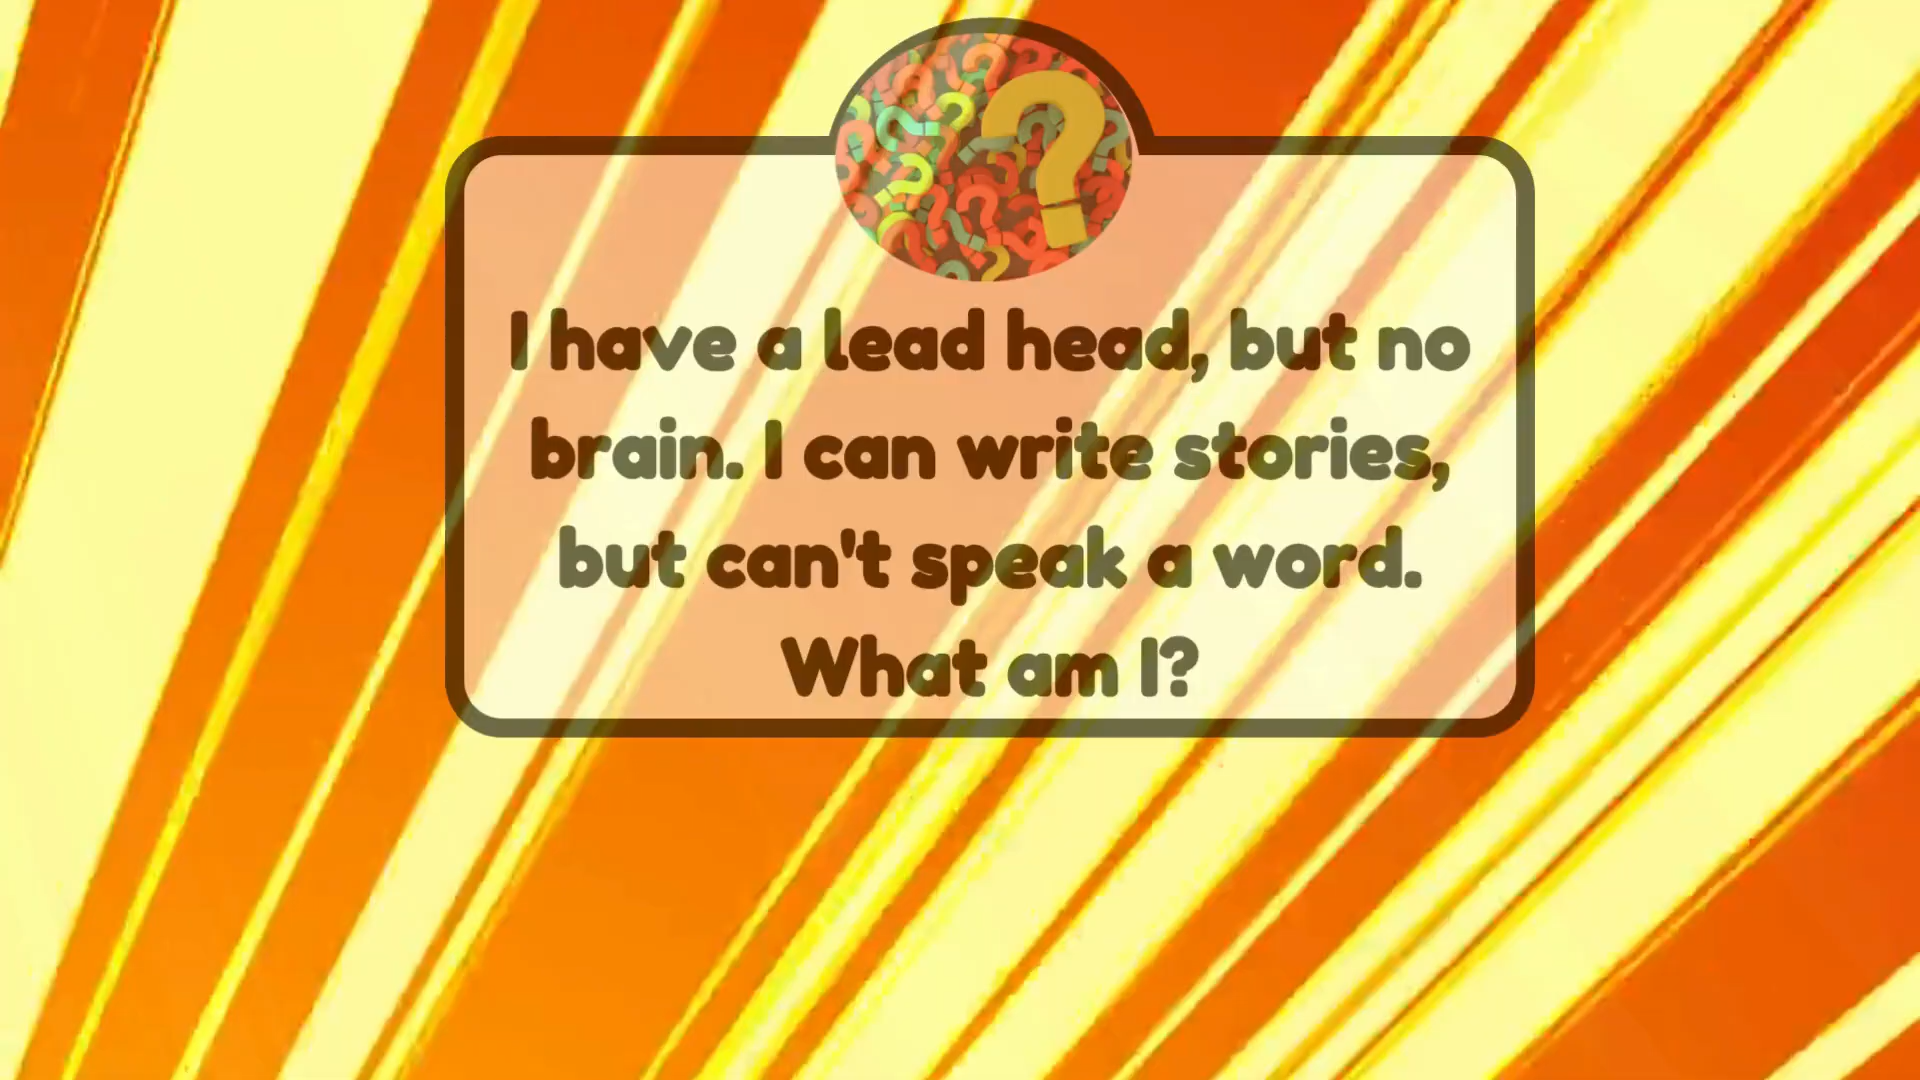 I have a lead head, but no
brain. I can write stories,
but can't speak a word.
What am I?